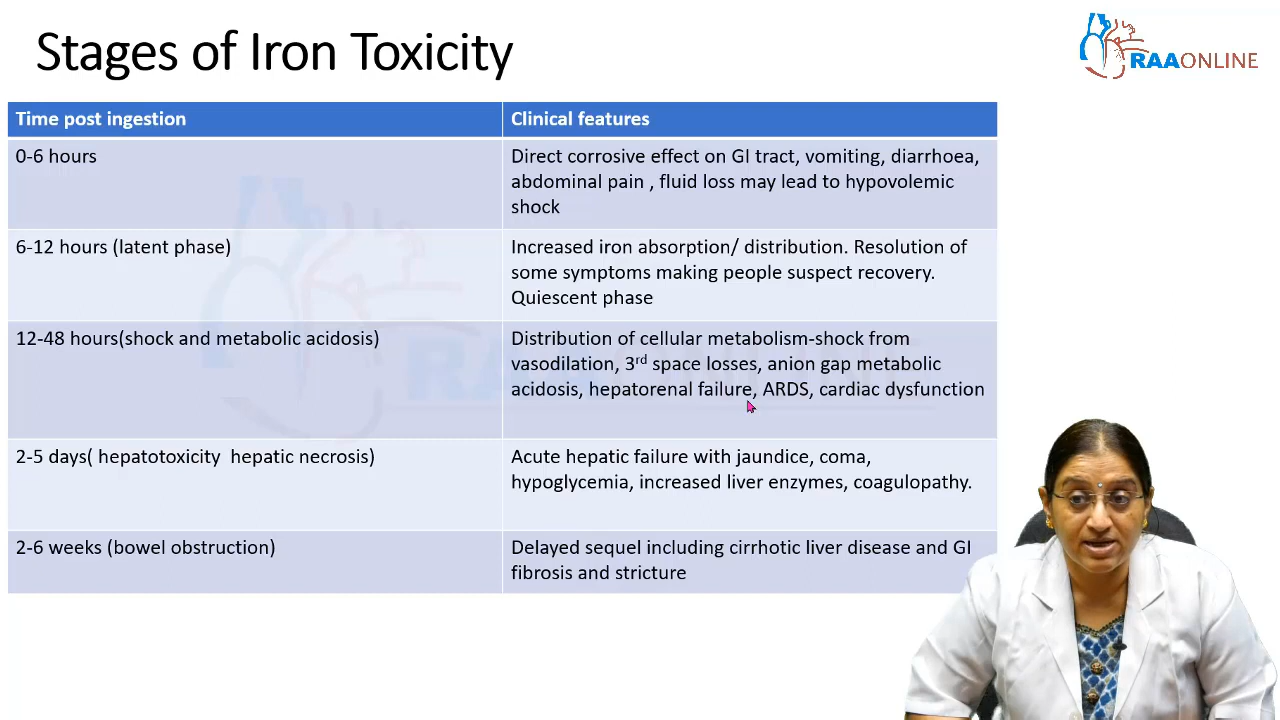 Stages of Iron Toxicity
RAAONLINE
Time post ingestion
Clinical features
0-6 hours
Direct corrosive effect on GI tract, vomiting, diarrhoea,
abdominal pain , fluid loss may lead to hypovolemic
shock
6-12 hours (latent phase)
Increased iron absorption/ distribution. Resolution of
some symptoms making people suspect recovery.
Quiescent phase
12-48 hours(shock and metabolic acidosis)
Distribution of cellular metabolism-shock from
vasodilation, 3rd space losses, anion gap metabolic
acidosis, hepatorenal failure, ARDS, cardiac dysfunction
2-5 days( hepatotoxicity  hepatic necrosis)
Acute hepatic failure with jaundice, coma,
hypoglycemia, increased liver enzymes, coagulopathy.
2-6 weeks (bowel obstruction)
Delayed sequel including cirrhotic liver disease and GI
fibrosis and stricture